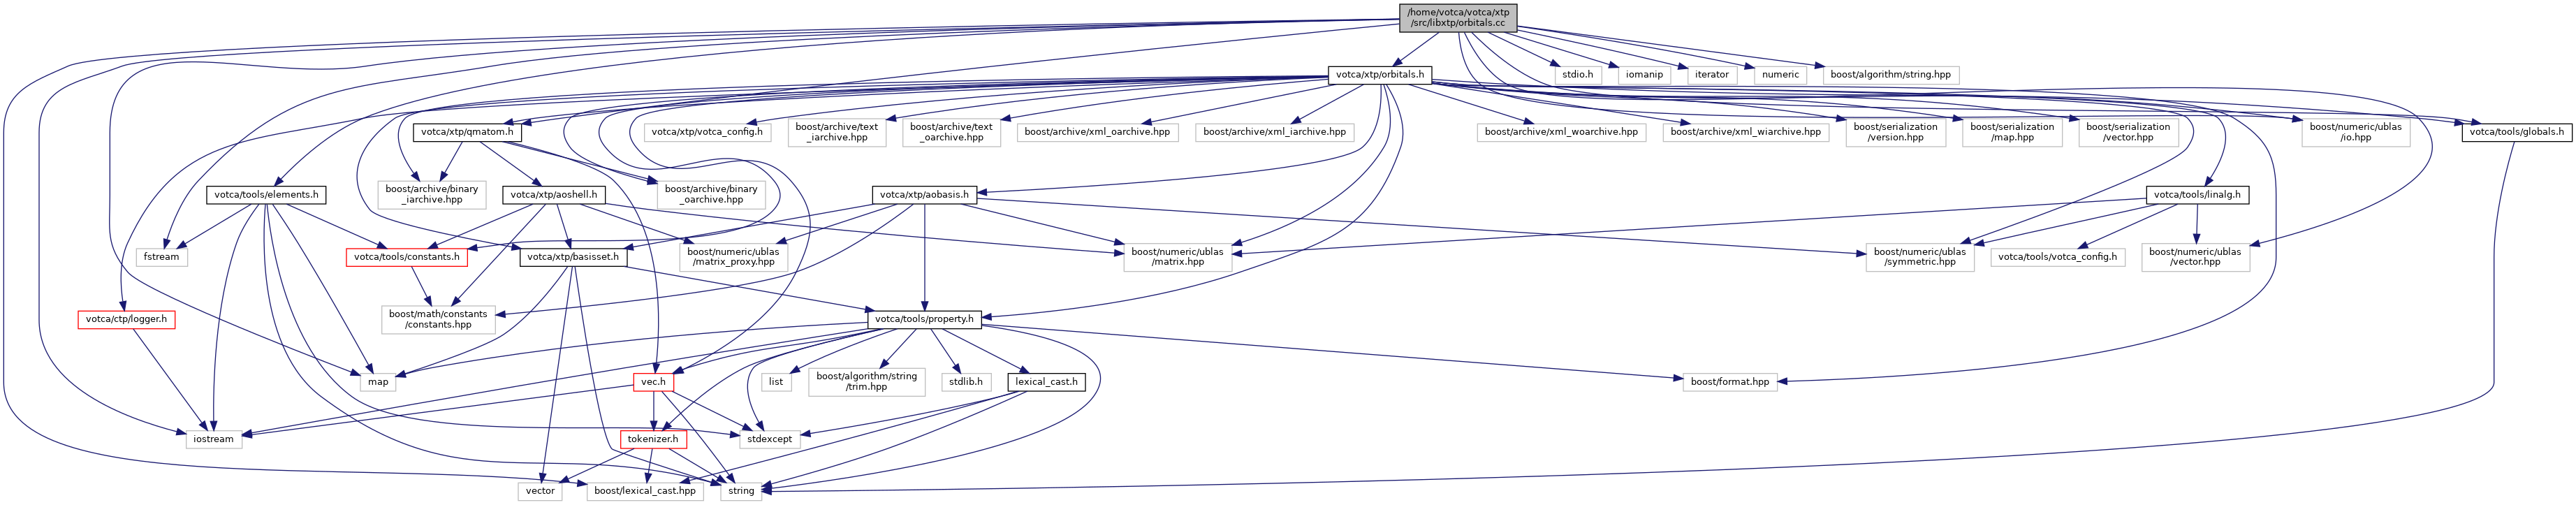 /home/votca/votca/xtp
/src/libxtp/orbitals.cc
votca/xtp/orbitals.h
stdio.h
iomanip
iterator
numeric
boost/algorithm/string.hpp
votca/xtp/qmatom.h
votca/xtp/votca_config.h
boost/archive/text
_iarchive.hpp
boost/archive/text
_oarchive.hpp
boost/archive/xml_oarchive.hpp
boost/archive/xml_iarchive.hpp
boost/archive/xml_woarchive.hpp
boost/archive/xml_wiarchive.hpp
boost/serialization
/version.hpp
boost/serialization
/map.hpp
boost/serialization
/vector.hpp
boost/numeric/ublas
/io.hpp
votca/tools/globals.h
votca/tools/elements.h
boost/archive/binary
_iarchive.hpp
votca/xtp/aoshell.h
boost/archive/binary
_oarchive.hpp
votca/xtp/aobasis.h
votca/tools/linalg.h
fstream
votca/tools/constants.h
votca/xtp/basisset.h
boost/numeric/ublas
/matrix_proxy.hpp
boost/numeric/ublas
/matrix.hpp
boost/numeric/ublas
/symmetric.hpp
votca/tools/votca_config.h
boost/numeric/ublas
/vector.hpp
votca/ctp/logger.h
boost/math/constants
/constants.hpp
votca/tools/property.h
map
vec.h
list
boost/algorithm/string
/trim.hpp
stdlib.h
lexical_cast.h
boost/format.hpp
iostream
tokenizer.h
stdexcept
vector
boost/lexical_cast.hpp
string